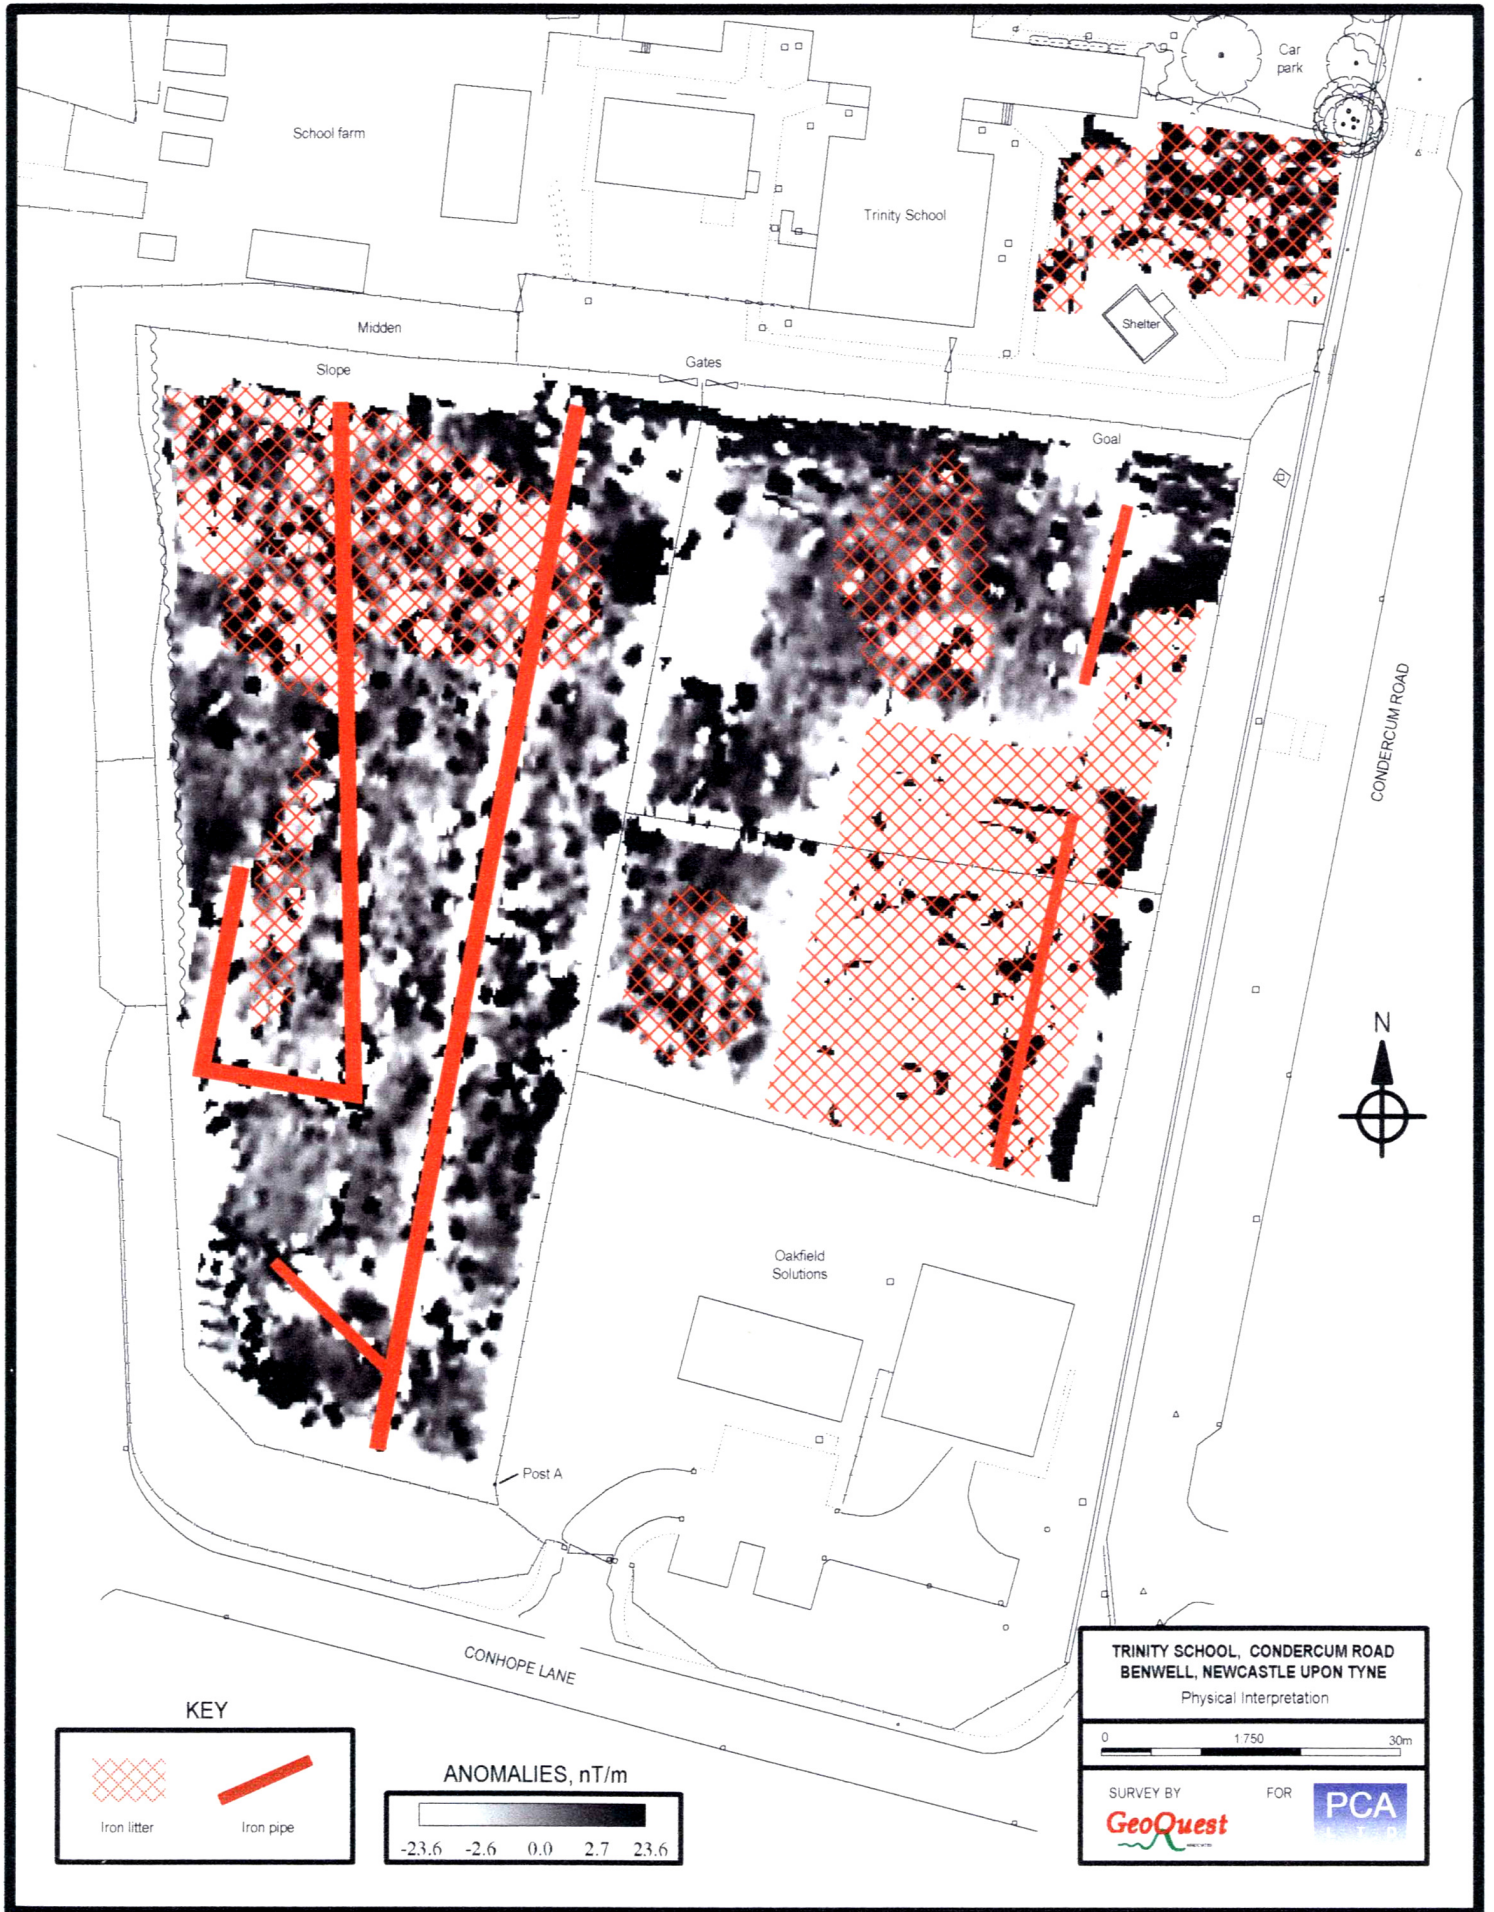 Car
park
School farm
Trinity School
Shelter
Midden
Slope
Gates
Goal
CONDERCUM ROAD
N
Oakfield
Solutions
Post A
CONHOPE LANE
KEY
Iron litter
Iron pipe
ANOMALIES, nT/m
-23.6 -2.6 0.0 2.7 23.6
TRINITY SCHOOL, CONDERCUM ROAD
BENWELL, NEWCASTLE UPON TYNE
Physical Interpretation
0 1:750 30m
SURVEY BY
GeoQuest
FOR
PCA
LTD